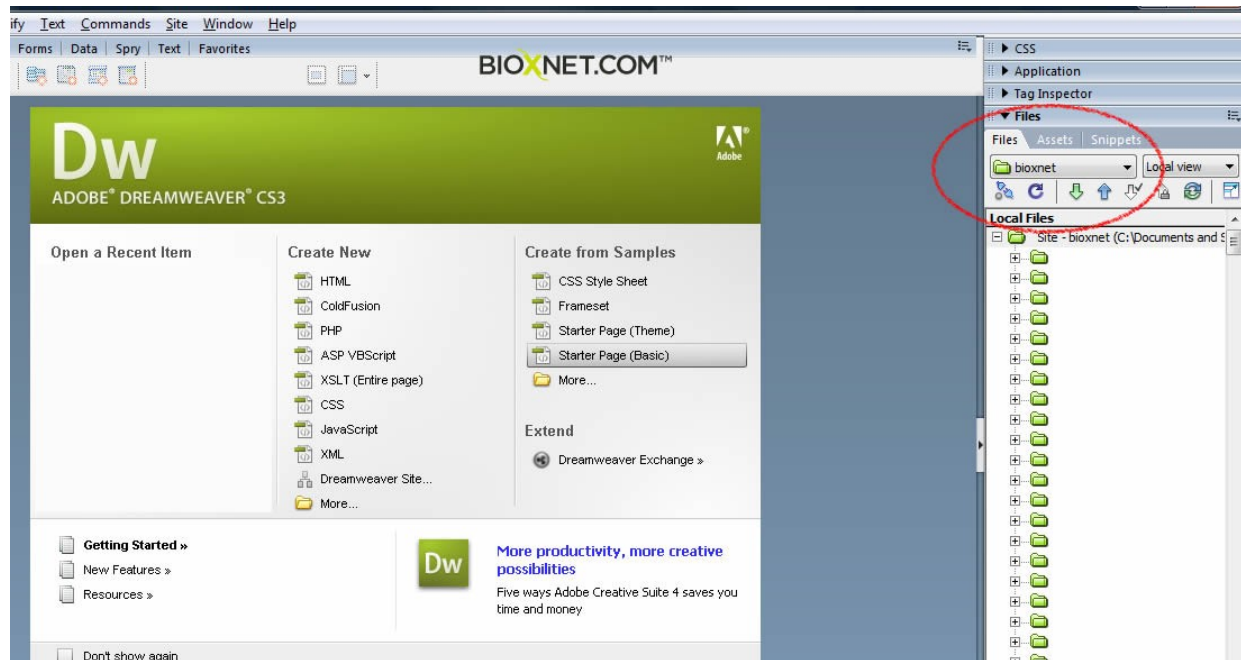 ify Text Commands Site Window Help
Forms Data Spry Text Favorites
BIOXNET.COM™
Dw
ADOBE® DREAMWEAVER® CS3
Adobe
Open a Recent Item
Create New
HTML
ColdFusion
PHP
ASP VBScript
XSLT (Entire page)
CSS
JavaScript
XML
Dreamweaver Site...
More...
Create from Samples
CSS Style Sheet
Frameset
Starter Page (Theme)
Starter Page (Basic)
More...
Extend
Dreamweaver Exchange »
Getting Started »
New Features »
Resources »
Dw
More productivity, more creative
possibilities
Five ways Adobe Creative Suite 4 saves you
time and money
Don't show again
CSS
Application
Tag Inspector
Files
Files Assets Snippets
bioxnet Local view
Local Files
Site - bioxnet (C:\Documents and S